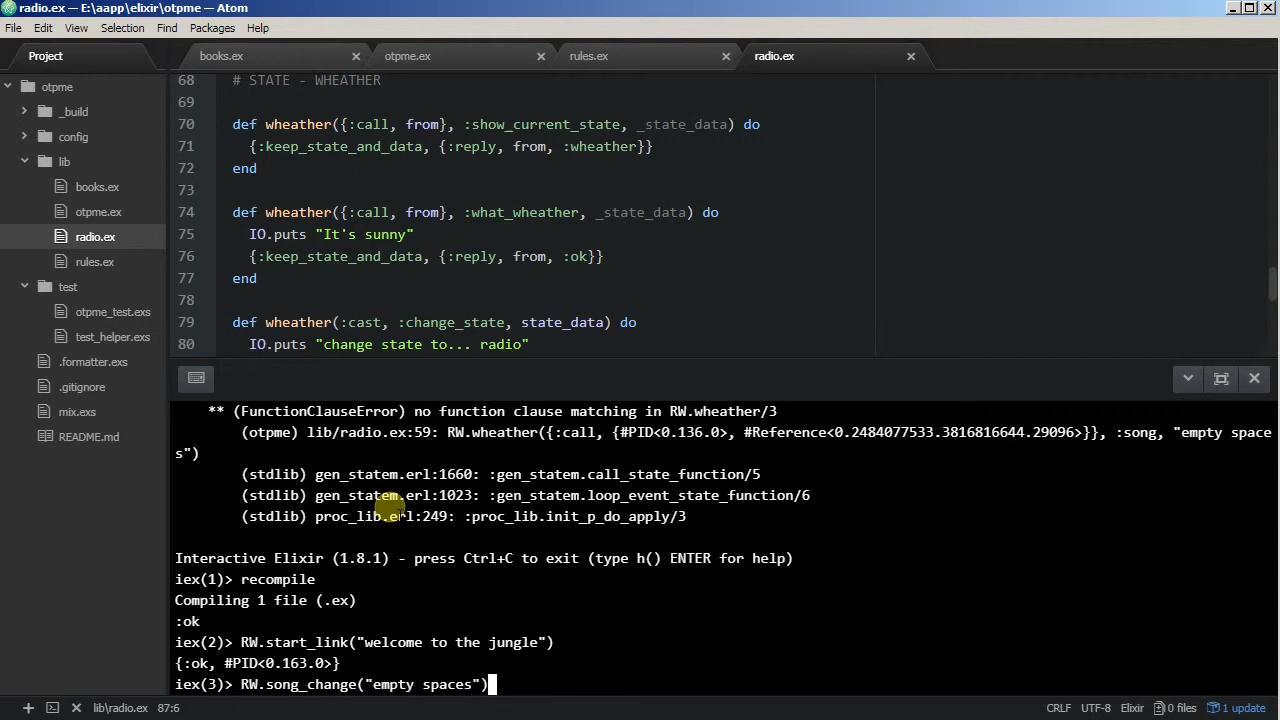 radio.ex — E:\aapp\elixir\otpme — Atom
File Edit View Selection Find Packages Help
Project
books.ex
otpme.ex
rules.ex
radio.ex
otpme
_build
config
lib
books.ex
otpme.ex
radio.ex
rules.ex
test
otpme_test.exs
test_helper.exs
.formatter.exs
.gitignore
mix.exs
README.md
68 # STATE - WHEATHER
69
70 def wheather({:call, from}, :show_current_state, _state_data) do
71 {:keep_state_and_data, {:reply, from, :wheather}}
72 end
73
74 def wheather({:call, from}, :what_wheather, _state_data) do
75 IO.puts "It's sunny"
76 {:keep_state_and_data, {:reply, from, :ok}}
77 end
78
79 def wheather(:cast, :change_state, state_data) do
80 IO.puts "change state to... radio"
** (FunctionClauseError) no function clause matching in RW.wheather/3
(otpme) lib/radio.ex:59: RW.wheather({:call, {#PID<0.136.0>, #Reference<0.2484077533.3816816644.29096>}}, :song, "empty space
s")
(stdlib) gen_statem.erl:1660: :gen_statem.call_state_function/5
(stdlib) gen_statem.erl:1023: :gen_statem.loop_event_state_function/6
(stdlib) proc_lib.erl:249: :proc_lib.init_p_do_apply/3
Interactive Elixir (1.8.1) - press Ctrl+C to exit (type h() ENTER for help)
iex(1)> recompile
Compiling 1 file (.ex)
:ok
iex(2)> RW.start_link("welcome to the jungle")
{:ok, #PID<0.163.0>}
iex(3)> RW.song_change("empty spaces")
lib\radio.ex 87:6 CRLF UTF-8 Elixir 0 files 1 update